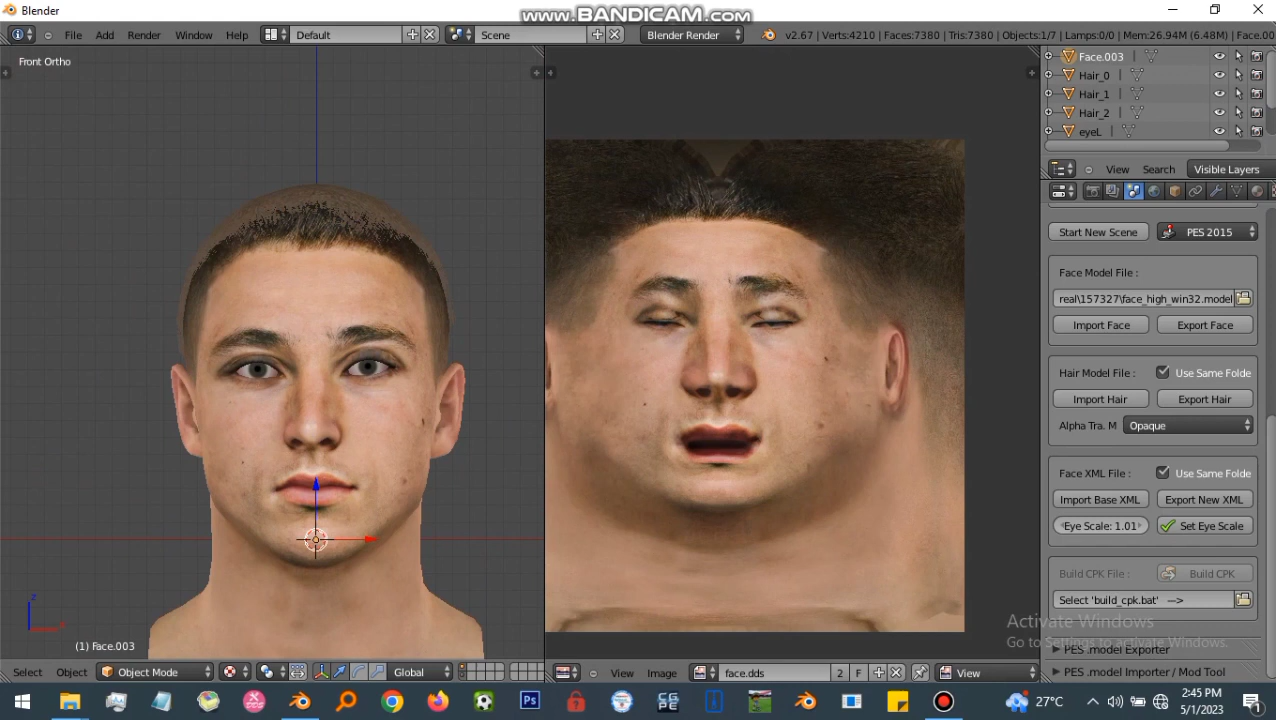 Blender
www.BANDICAM.com
File Add Render Window Help Default Scene Blender Render v2.67 | Verts:4210 | Faces:7380 | Tris:7380 | Objects:1/7 | Lamps:0/0 | Mem:26.94M (6.48M) | Face.00
Front Ortho
Face.003
Hair_0
Hair_1
Hair_2
eyeL
View Search Visible Layers
Start New Scene PES 2015
Face Model File :
real\157327\face_high_win32.model
Import Face Export Face
Hair Model File : Use Same Folde
Import Hair Export Hair
Alpha Tra. M Opaque
Face XML File : Use Same Folde
Import Base XML Export New XML
Eye Scale: 1.01 Set Eye Scale
Build CPK File : Build CPK
Select 'build_cpk.bat' —>
Activate Windows
Go to Settings to activate Windows.
PES .model Exporter
PES .model Importer / Mod Tool
z
x
(1) Face.003
Select Object Object Mode Global View Image face.dds 2 F View
Ps
27°C
2:45 PM
5/1/2023
1